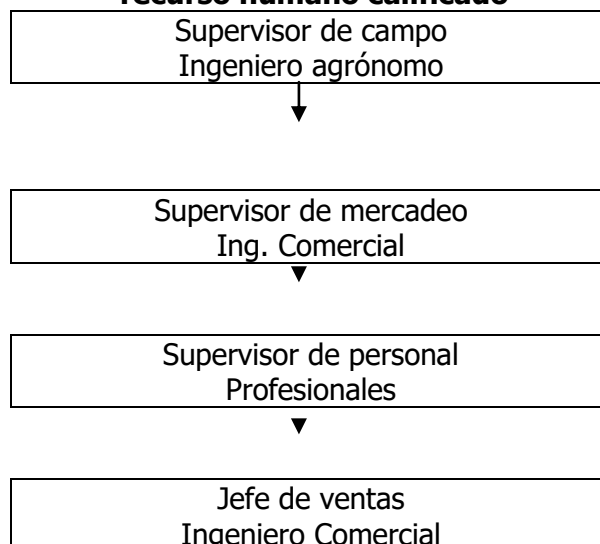 recurso humano calificado
Supervisor de campo
Ingeniero agrónomo
Supervisor de mercadeo
Ing. Comercial
Supervisor de personal
Profesionales
Jefe de ventas
Ingeniero Comercial